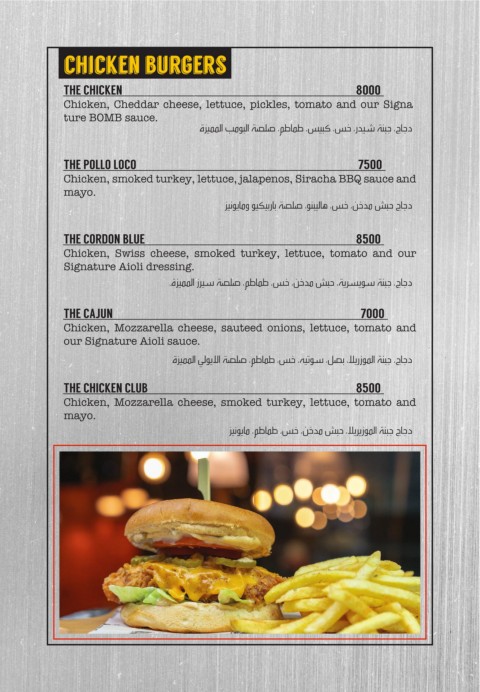 CHICKEN BURGERS
THE CHICKEN 8000
Chicken, Cheddar cheese, lettuce, pickles, tomato and our Signa
ture BOMB sauce.
دجاج, جبنة شيدر, خس, كبيس, طماطم, صلصة البومب المميزة
THE POLLO LOCO 7500
Chicken, smoked turkey, lettuce, jalapenos, Siracha BBQ sauce and
mayo.
دجاج حبش مدخن, خس, هالبينو, صلصة باربيكيو ومايونيز
THE CORDON BLUE 8500
Chicken, Swiss cheese, smoked turkey, lettuce, tomato and our
Signature Aioli dressing.
دجاج, جبنة سويسرية, حبش مدخن, خس, طماطم, صلصة سيزر المميزة
THE CAJUN 7000
Chicken, Mozzarella cheese, sauteed onions, lettuce, tomato and
our Signature Aioli sauce.
دجاج, جبنة الموزريلا, بصل, سوتيه, خس, طماطم, صلصة الايولي المميزة
THE CHICKEN CLUB 8500
Chicken, Mozzarella cheese, smoked turkey, lettuce, tomato and
mayo.
دجاج, جبنة الموزيريلا, حبش مدخن, خس, طماطم, مايونيز